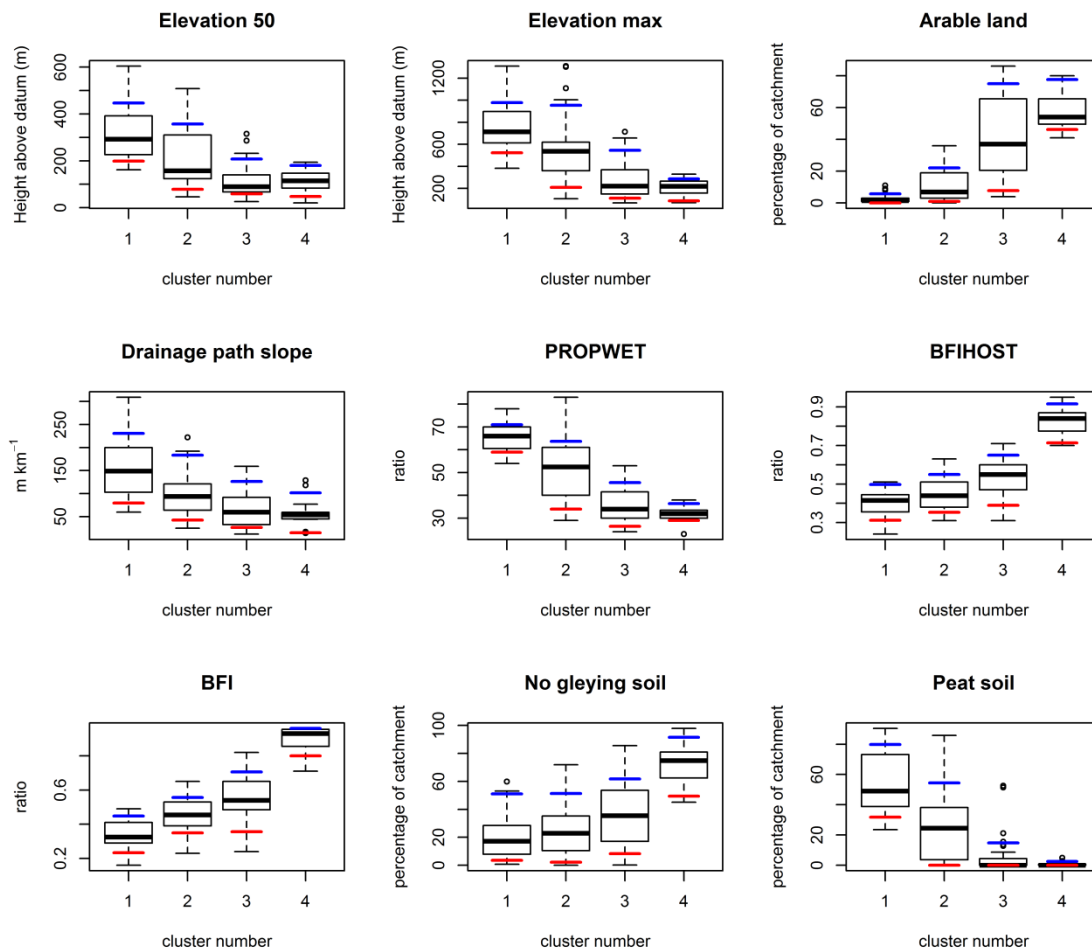 Elevation 50
Height above datum (m)
600
400
200
0
1 2 3 4
cluster number
Elevation max
Height above datum (m)
1200
600
200
1 2 3 4
cluster number
Arable land
percentage of catchment
60
20
0
1 2 3 4
cluster number
Drainage path slope
m km⁻¹
250
150
50
1 2 3 4
cluster number
PROPWET
ratio
70
50
30
1 2 3 4
cluster number
BFIHOST
ratio
0.9
0.7
0.5
0.3
1 2 3 4
cluster number
BFI
ratio
0.6
0.2
1 2 3 4
cluster number
No gleying soil
percentage of catchment
100
60
40
20
0
1 2 3 4
cluster number
Peat soil
percentage of catchment
60
20
0
1 2 3 4
cluster number